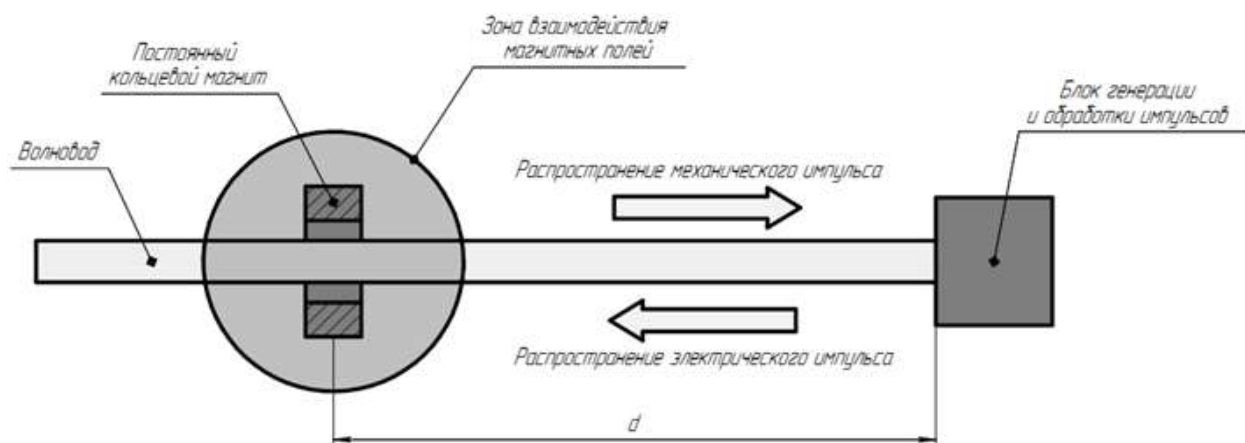 Зона взаимодействия
магнитных полей
Постоянный
кольцевой магнит
Блок генерации
и обработки импульсов
Волновод
Распространение механического импульса
Распространение электрического импульса
d